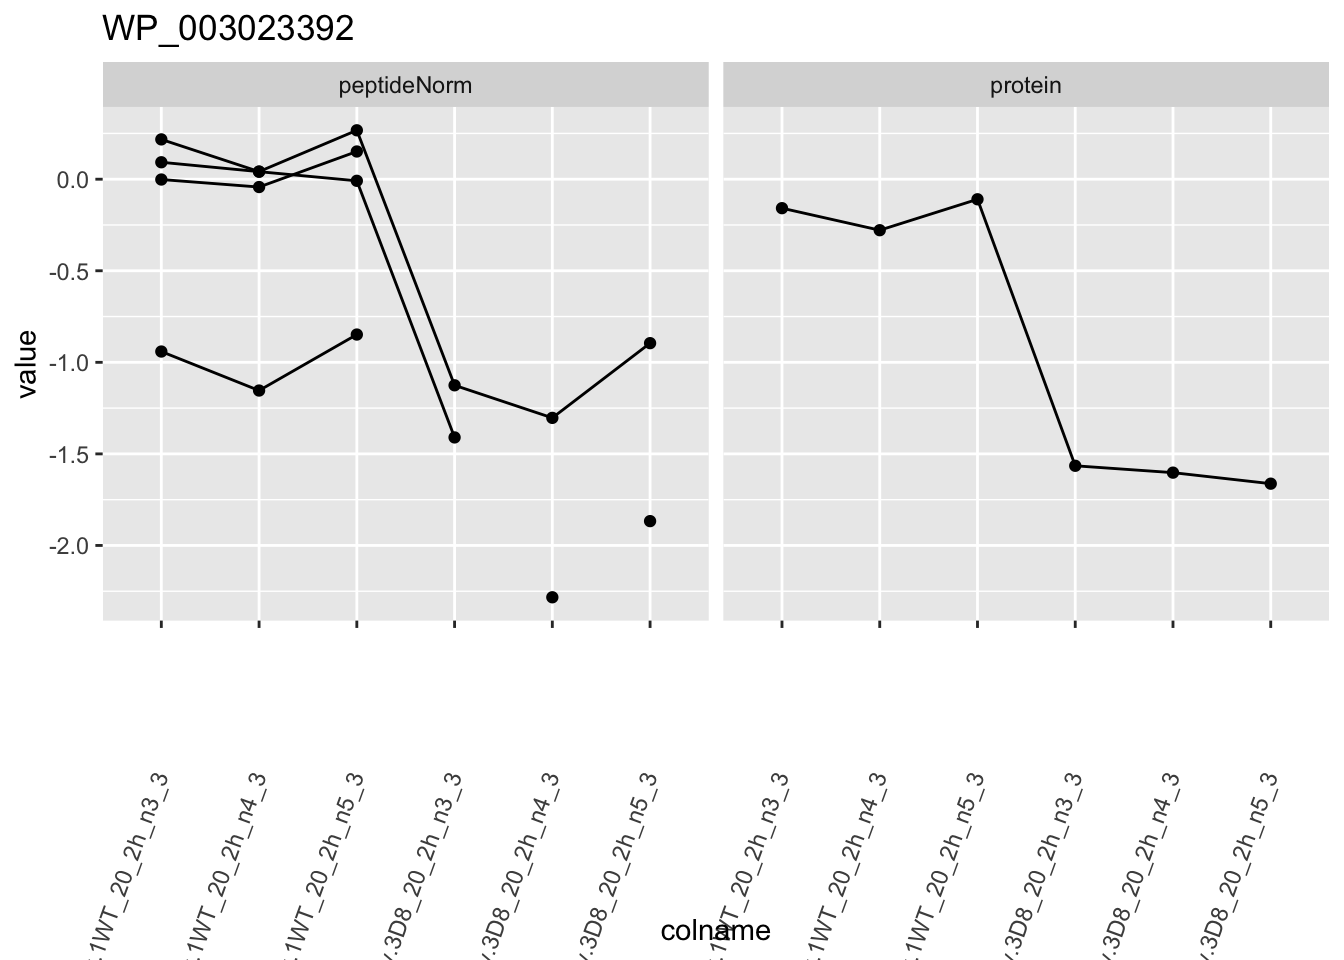 WP_003023392
peptideNorm
protein
value
0.0
-0.5
-1.0
-1.5
-2.0
1WT_20_2h_n3_3
1WT_20_2h_n4_3
1WT_20_2h_n5_3
.3D8_20_2h_n3_3
.3D8_20_2h_n4_3
.3D8_20_2h_n5_3
1WT_20_2h_n3_3
1WT_20_2h_n4_3
1WT_20_2h_n5_3
.3D8_20_2h_n3_3
.3D8_20_2h_n4_3
.3D8_20_2h_n5_3
colname